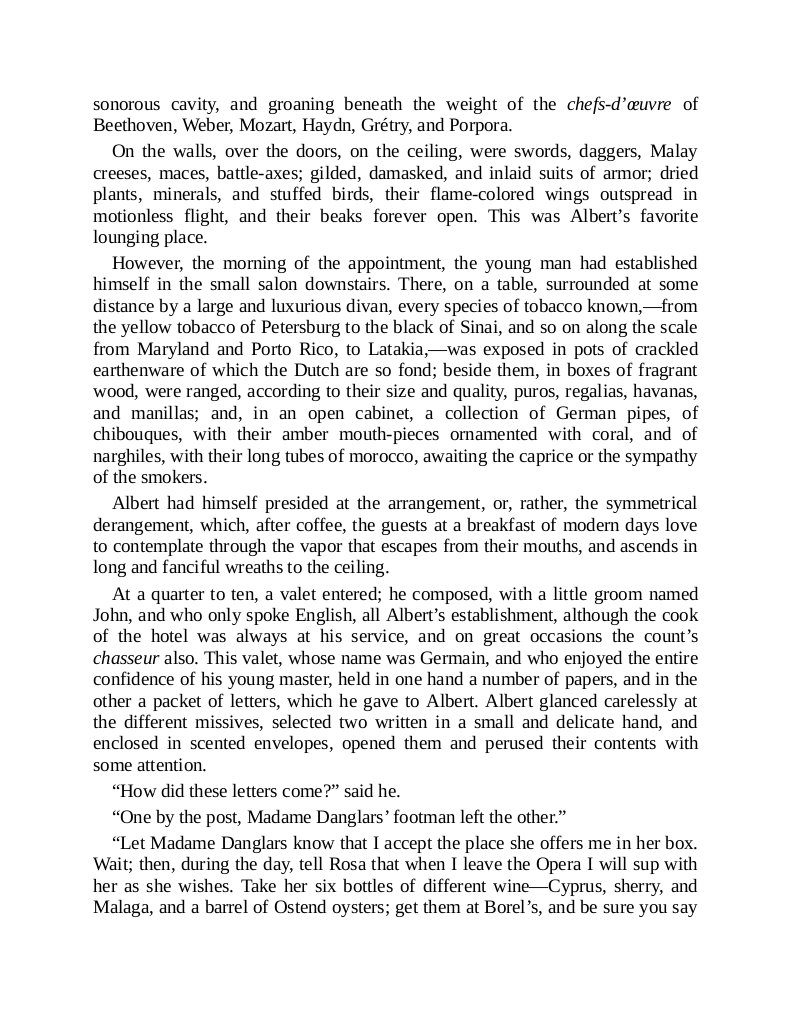 sonorous cavity, and groaning beneath the weight of the chefs-d’œuvre of
Beethoven, Weber, Mozart, Haydn, Grétry, and Porpora.
On the walls, over the doors, on the ceiling, were swords, daggers, Malay
creeses, maces, battle-axes; gilded, damasked, and inlaid suits of armor; dried
plants, minerals, and stuffed birds, their flame-colored wings outspread in
motionless flight, and their beaks forever open. This was Albert’s favorite
lounging place.
However, the morning of the appointment, the young man had established
himself in the small salon downstairs. There, on a table, surrounded at some
distance by a large and luxurious divan, every species of tobacco known,—from
the yellow tobacco of Petersburg to the black of Sinai, and so on along the scale
from Maryland and Porto Rico, to Latakia,—was exposed in pots of crackled
earthenware of which the Dutch are so fond; beside them, in boxes of fragrant
wood, were ranged, according to their size and quality, puros, regalias, havanas,
and manillas; and, in an open cabinet, a collection of German pipes, of
chibouques, with their amber mouth-pieces ornamented with coral, and of
narghiles, with their long tubes of morocco, awaiting the caprice or the sympathy
of the smokers.
Albert had himself presided at the arrangement, or, rather, the symmetrical
derangement, which, after coffee, the guests at a breakfast of modern days love
to contemplate through the vapor that escapes from their mouths, and ascends in
long and fanciful wreaths to the ceiling.
At a quarter to ten, a valet entered; he composed, with a little groom named
John, and who only spoke English, all Albert’s establishment, although the cook
of the hotel was always at his service, and on great occasions the count’s
chasseur also. This valet, whose name was Germain, and who enjoyed the entire
confidence of his young master, held in one hand a number of papers, and in the
other a packet of letters, which he gave to Albert. Albert glanced carelessly at
the different missives, selected two written in a small and delicate hand, and
enclosed in scented envelopes, opened them and perused their contents with
some attention.
“How did these letters come?” said he.
“One by the post, Madame Danglars’ footman left the other.”
“Let Madame Danglars know that I accept the place she offers me in her box.
Wait; then, during the day, tell Rosa that when I leave the Opera I will sup with
her as she wishes. Take her six bottles of different wine—Cyprus, sherry, and
Malaga, and a barrel of Ostend oysters; get them at Borel’s, and be sure you say